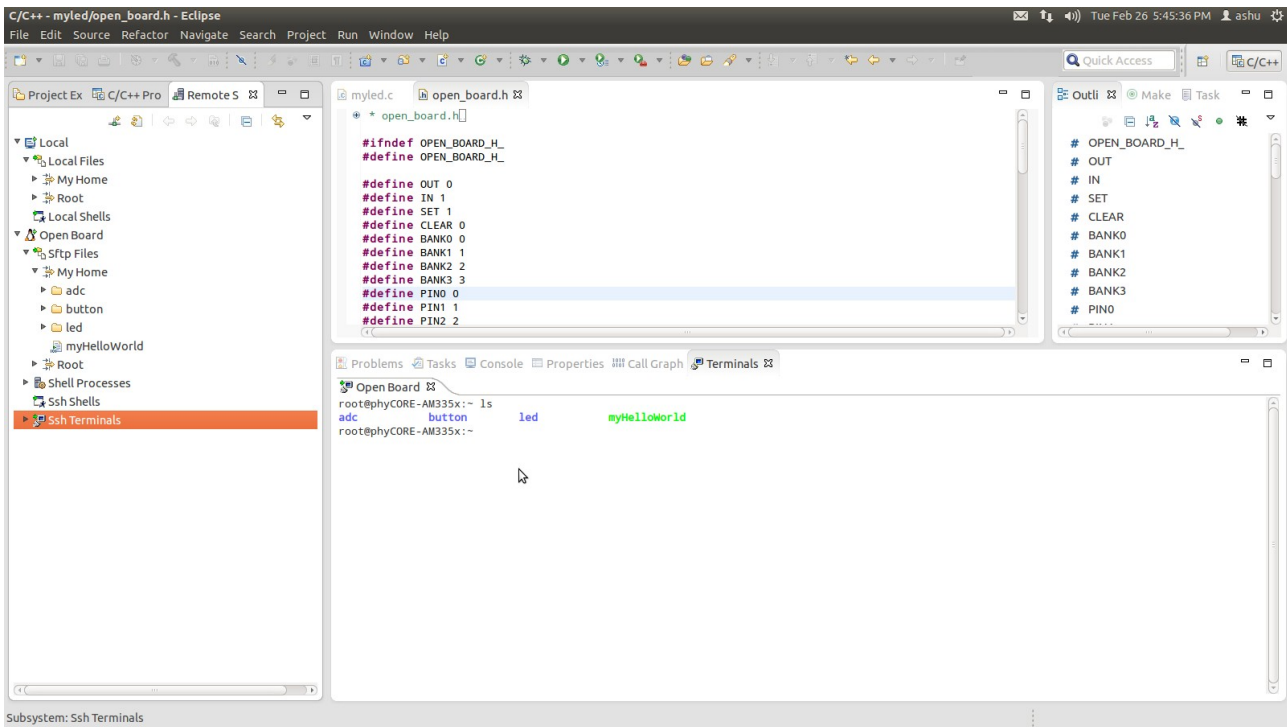 C/C++ - myled/open_board.h - Eclipse
Tue Feb 26 5:45:36 PM ashu
File Edit Source Refactor Navigate Search Project Run Window Help
Quick Access
C/C++
Project Ex C/C++ Pro Remote S
Local
Local Files
My Home
Root
Local Shells
Open Board
Sftp Files
My Home
adc
button
led
myHelloWorld
Root
Shell Processes
Ssh Shells
Ssh Terminals
myled.c open_board.h
* open_board.h
#ifndef OPEN_BOARD_H_
#define OPEN_BOARD_H_
#define OUT 0
#define IN 1
#define SET 1
#define CLEAR 0
#define BANK0 0
#define BANK1 1
#define BANK2 2
#define BANK3 3
#define PIN0 0
#define PIN1 1
#define PIN2 2
Outli Make Task
# OPEN_BOARD_H_
# OUT
# IN
# SET
# CLEAR
# BANK0
# BANK1
# BANK2
# BANK3
# PIN0
Problems Tasks Console Properties Call Graph Terminals
Open Board
root@phyCORE-AM335x:~ ls
adc button led myHelloWorld
root@phyCORE-AM335x:~
Subsystem: Ssh Terminals